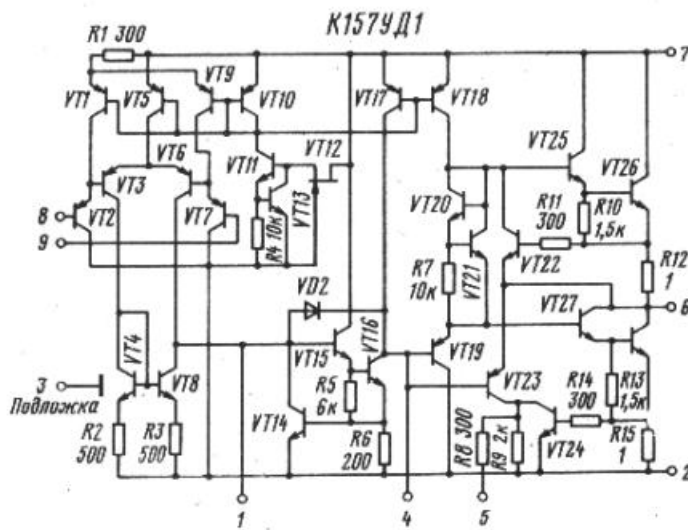 К157УД1
R1 300
7
VT1
VT5
VT9
VT10
VT17
VT18
VT6
VT12
VT25
VT3
VT11
VT26
8
VT2
VT7
VT13
VT20
R11
300
R10
1,5к
9
R4 10к
VT22
R12
1
VD2
R7
10к
VT21
VT27
6
VT4
VT16
VT15
VT19
3
Подложка
VT8
R5
6к
VT23
R14
300
R13
1,5к
R2
500
R3
500
VT14
R6
200
R8 300
R9 2к
VT24
R15
1
2
1
4
5